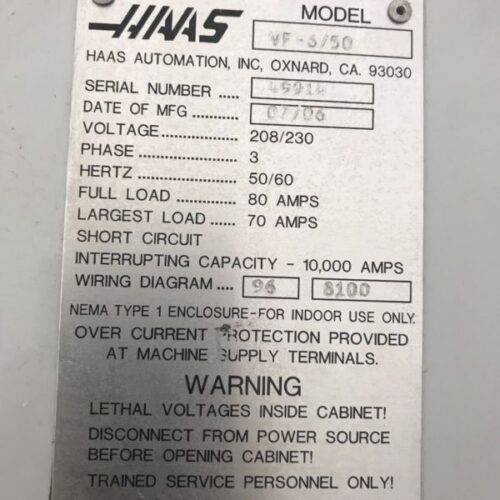 HAAS
MODEL
VF-6/50
HAAS AUTOMATION, INC, OXNARD, CA. 93030
SERIAL NUMBER .....
DATE OF MFG ..... 07/06
VOLTAGE ............... 208/230
PHASE ................... 3
HERTZ ................... 50/60
FULL LOAD ........... 80 AMPS
LARGEST LOAD ...... 70 AMPS
SHORT CIRCUIT
INTERRUPTING CAPACITY - 10,000 AMPS
WIRING DIAGRAM .... 96 8100
NEMA TYPE 1 ENCLOSURE-FOR INDOOR USE ONLY.
OVER CURRENT PROTECTION PROVIDED
AT MACHINE SUPPLY TERMINALS.
WARNING
LETHAL VOLTAGES INSIDE CABINET!
DISCONNECT FROM POWER SOURCE
BEFORE OPENING CABINET!
TRAINED SERVICE PERSONNEL ONLY!